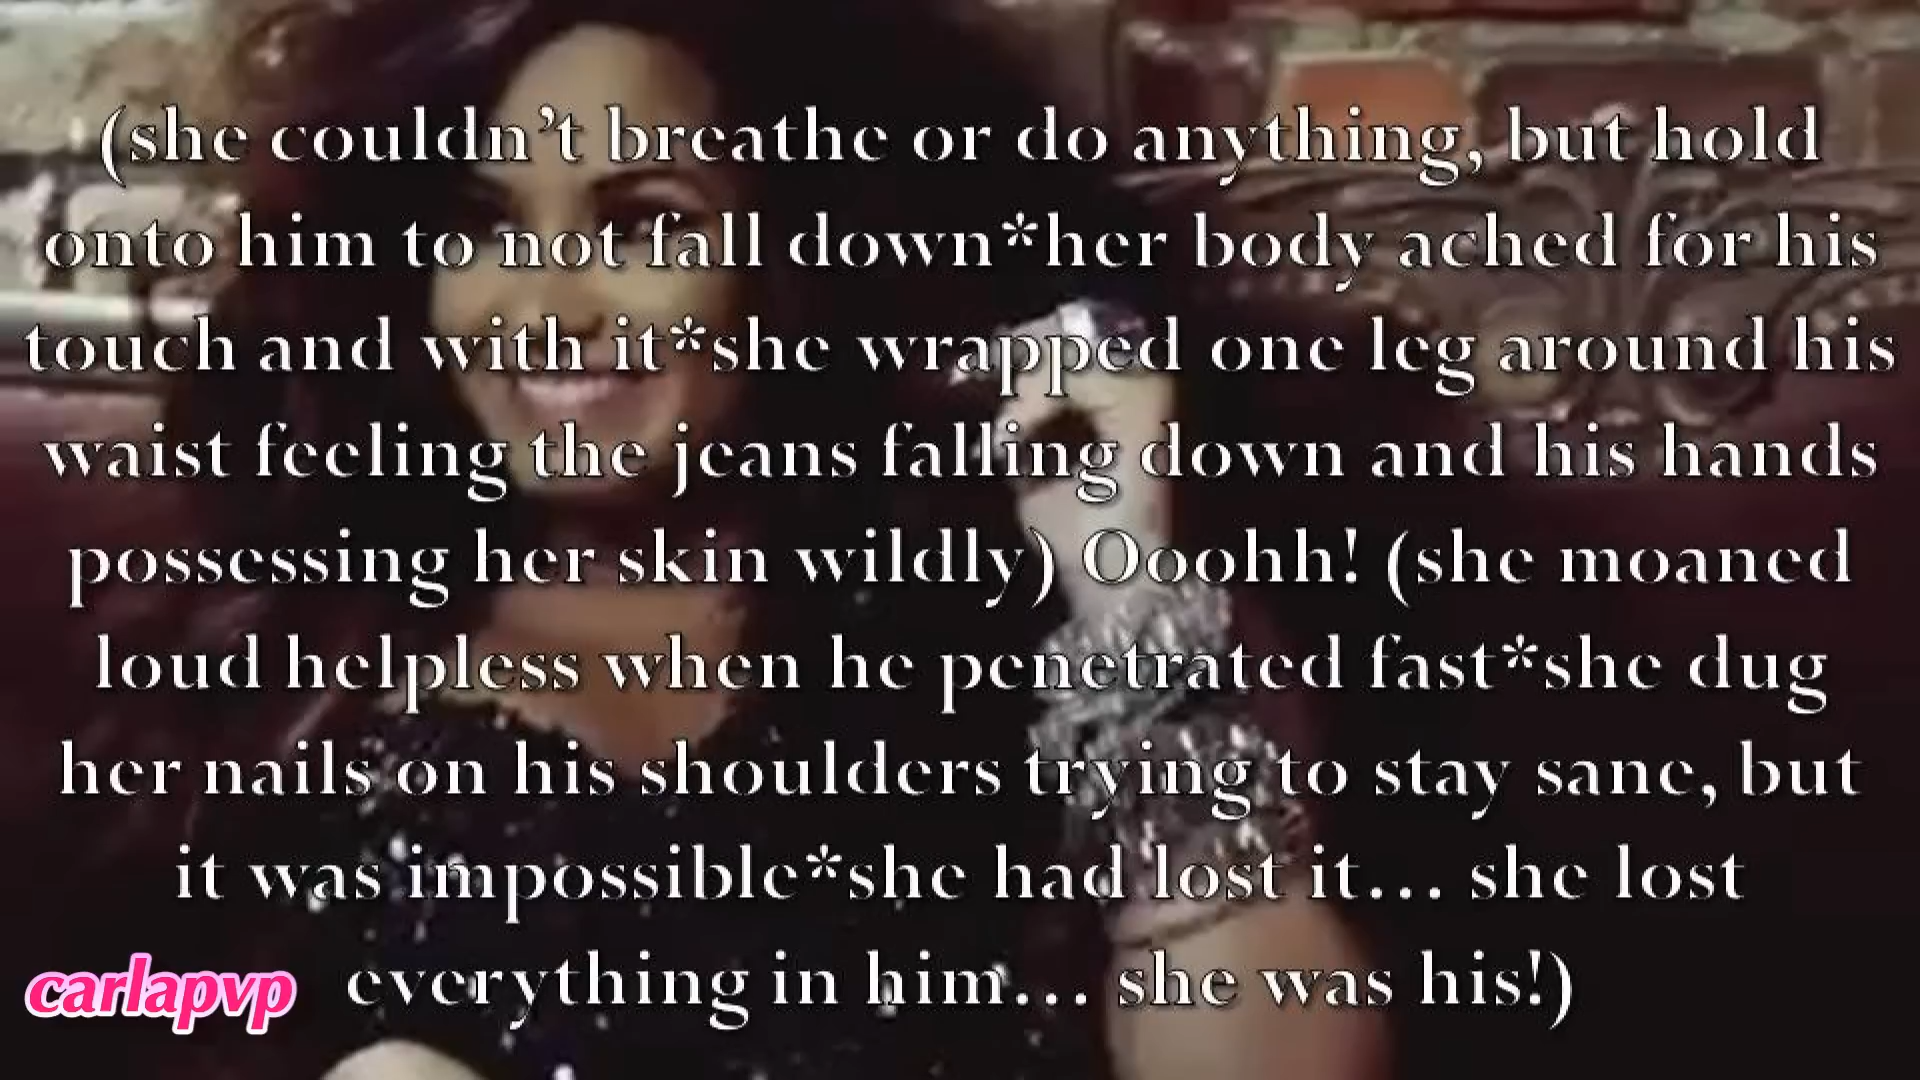 (she couldn't breathe or do anything, but hold
onto him to not fall down*her body ached for his
touch and with it*she wrapped one leg around his
waist feeling the jeans falling down and his hands
possessing her skin wildly) Ooohh! (she moaned
loud helpless when he penetrated fast*she dug
her nails on his shoulders trying to stay sane, but
it was impossible*she had lost it... she lost
everything in him... she was his!)
carlapvp